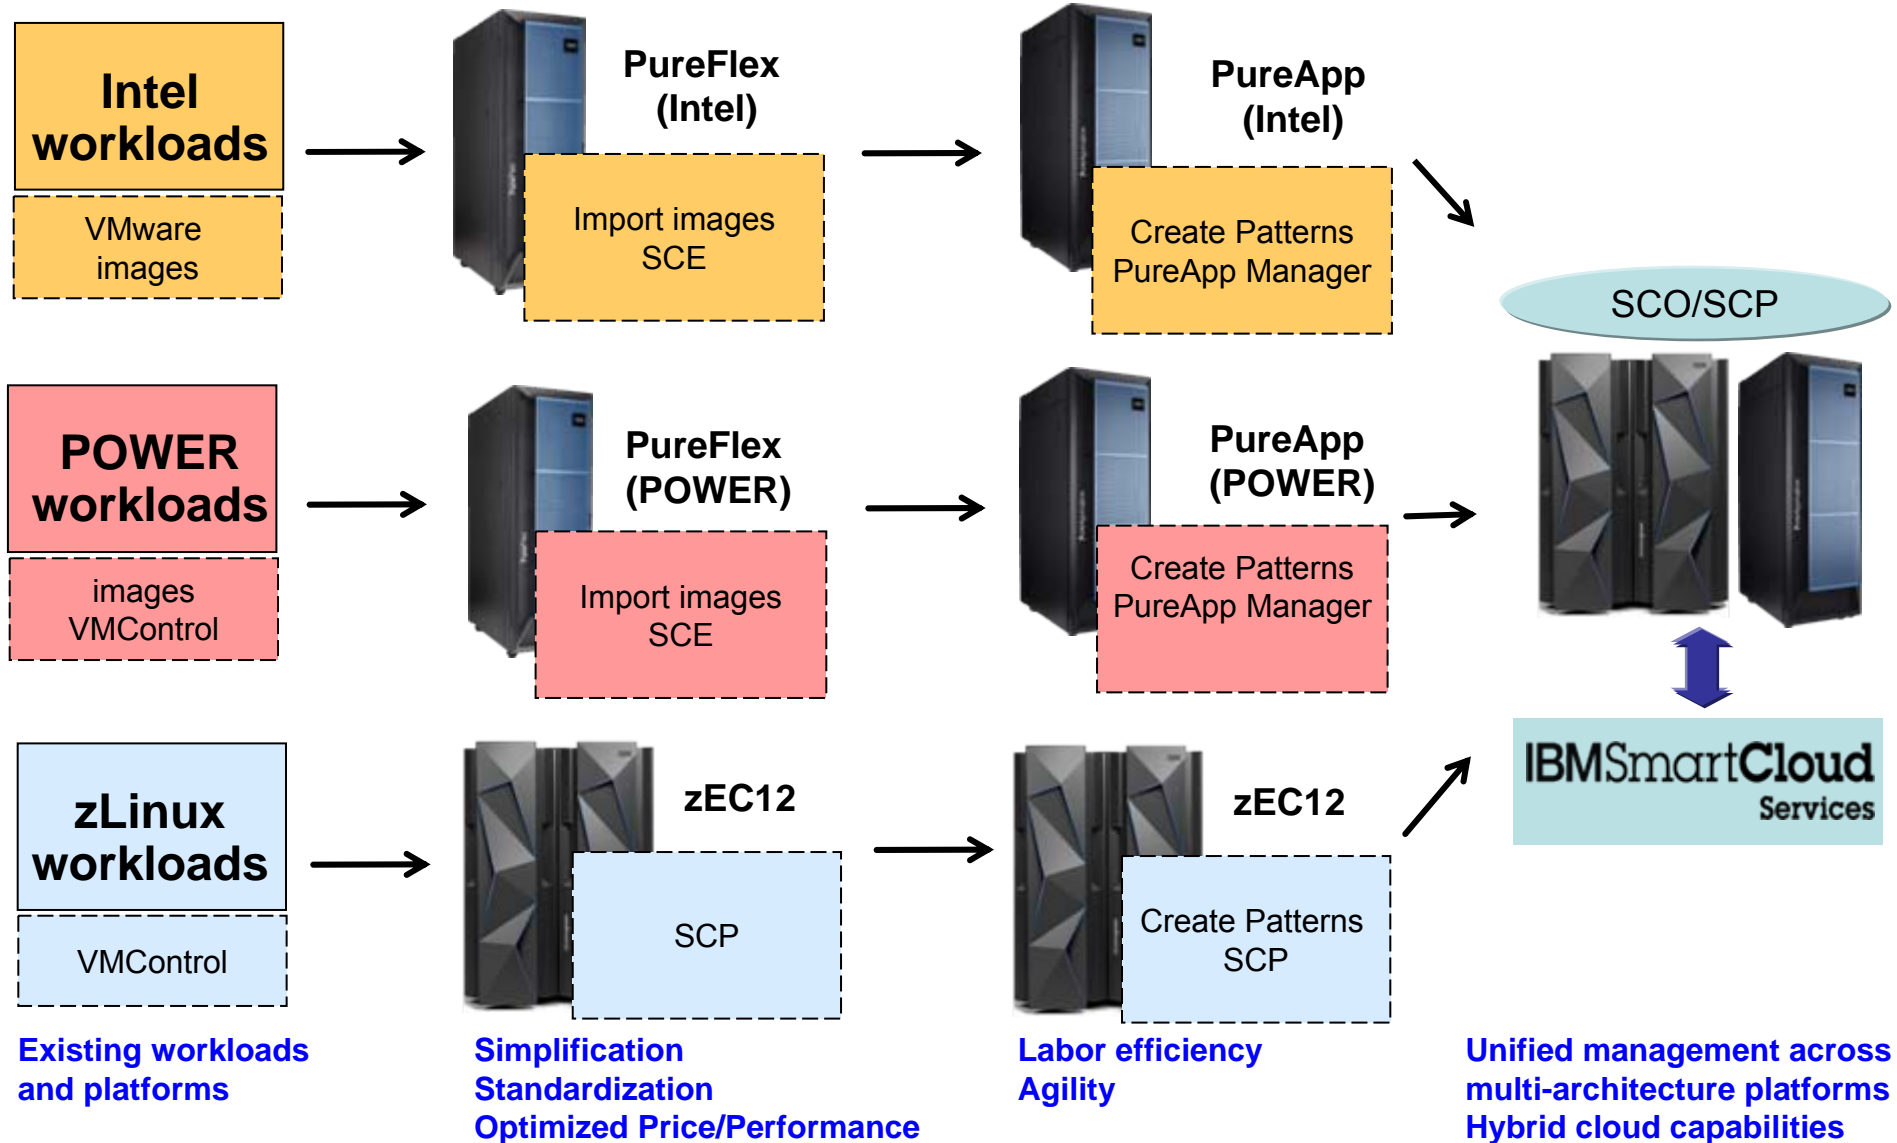 Intel
workloads
VMware
images
PureFlex
(Intel)
Import images
SCE
PureApp
(Intel)
Create Patterns
PureApp Manager
SCO/SCP
POWER
workloads
images
VMControl
PureFlex
(POWER)
Import images
SCE
PureApp
(POWER)
Create Patterns
PureApp Manager
IBMSmartCloud
Services
zLinux
workloads
VMControl
zEC12
SCP
zEC12
Create Patterns
SCP
Existing workloads
and platforms
Simplification
Standardization
Optimized Price/Performance
Labor efficiency
Agility
Unified management across
multi-architecture platforms
Hybrid cloud capabilities